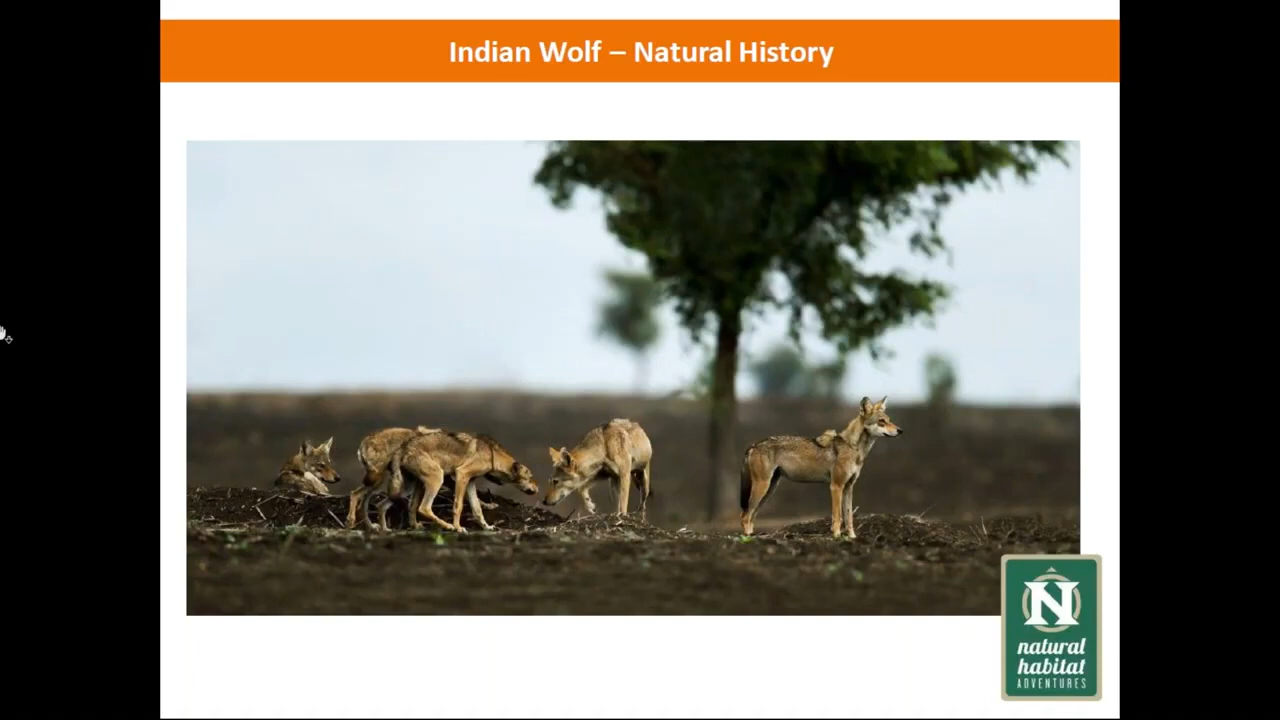 Indian Wolf – Natural History
N
natural
habitat
ADVENTURES